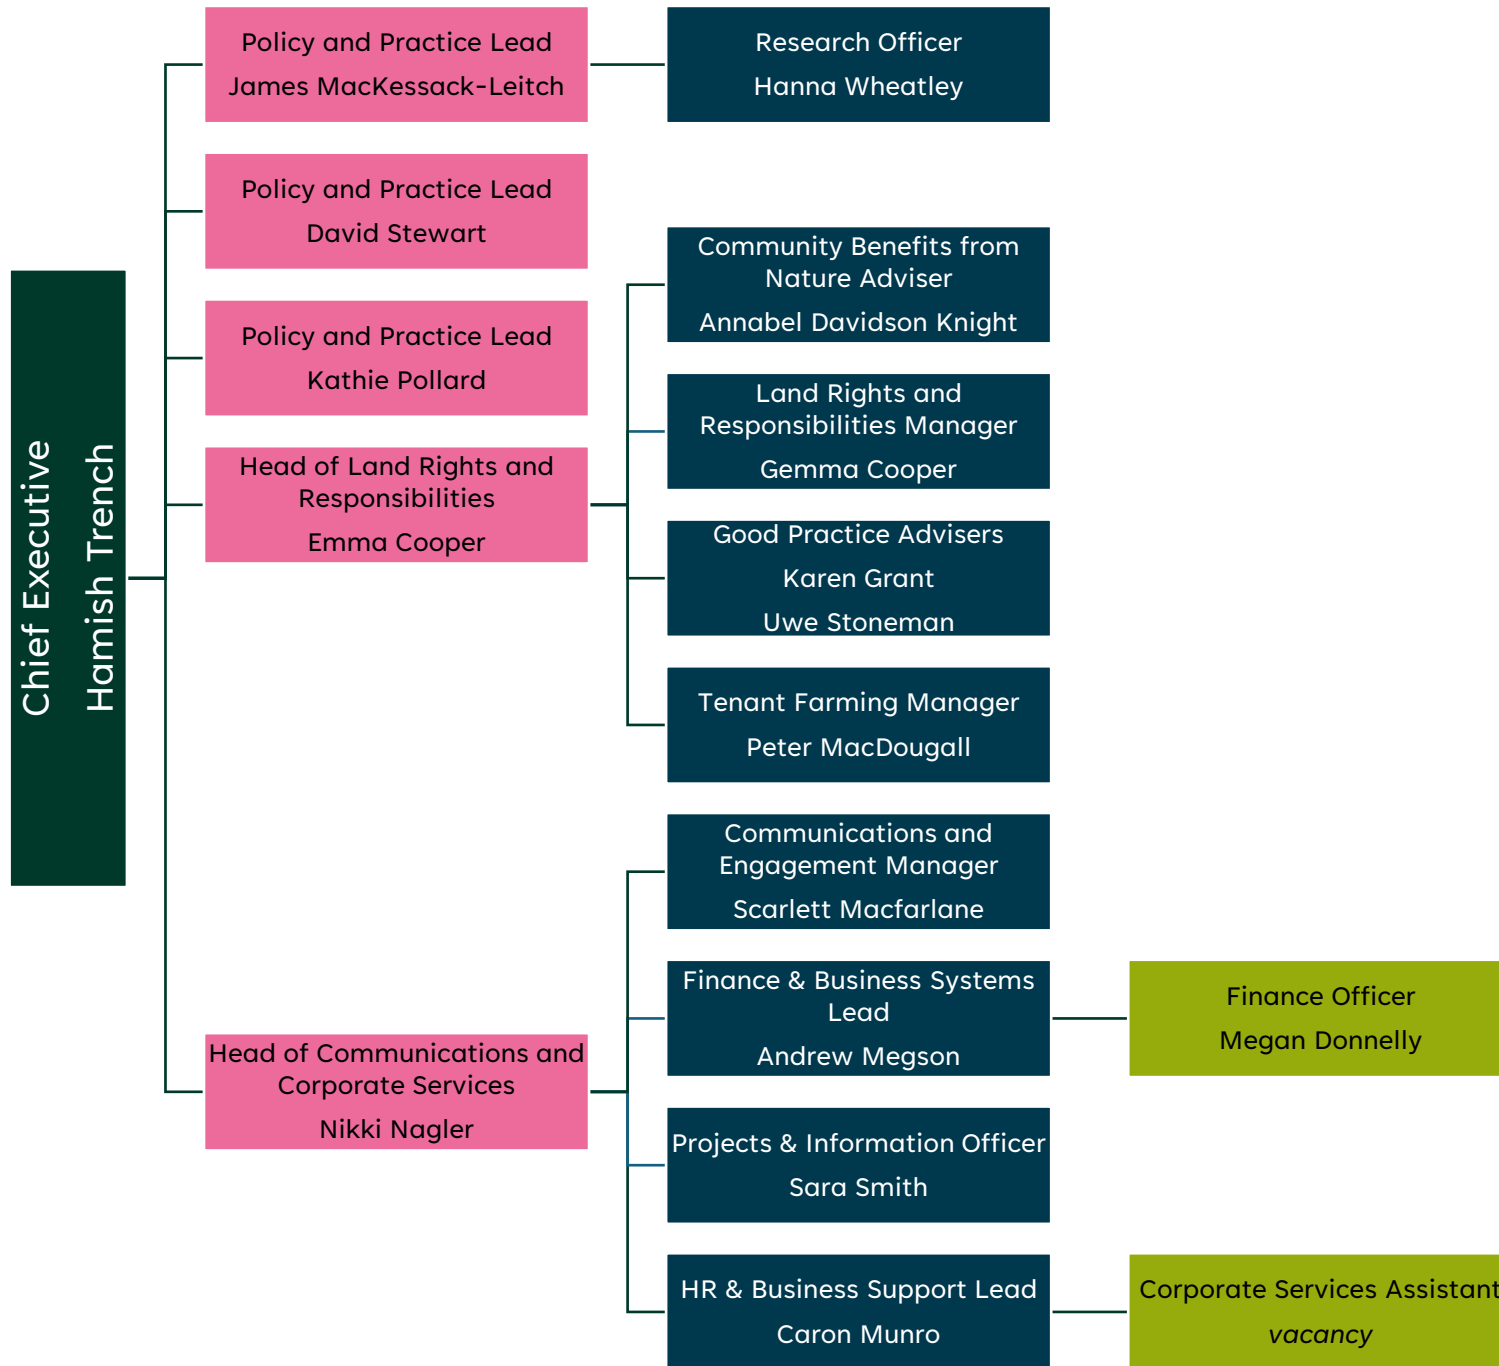 Chief Executive
Hamish Trench
Policy and Practice Lead
James MacKessack-Leitch
Research Officer
Hanna Wheatley
Policy and Practice Lead
David Stewart
Policy and Practice Lead
Kathie Pollard
Head of Land Rights and
Responsibilities
Emma Cooper
Community Benefits from
Nature Adviser
Annabel Davidson Knight
Land Rights and
Responsibilities Manager
Gemma Cooper
Good Practice Advisers
Karen Grant
Uwe Stoneman
Tenant Farming Manager
Peter MacDougall
Head of Communications and
Corporate Services
Nikki Nagler
Communications and
Engagement Manager
Scarlett Macfarlane
Finance & Business Systems
Lead
Andrew Megson
Finance Officer
Megan Donnelly
Projects & Information Officer
Sara Smith
HR & Business Support Lead
Caron Munro
Corporate Services Assistant
vacancy